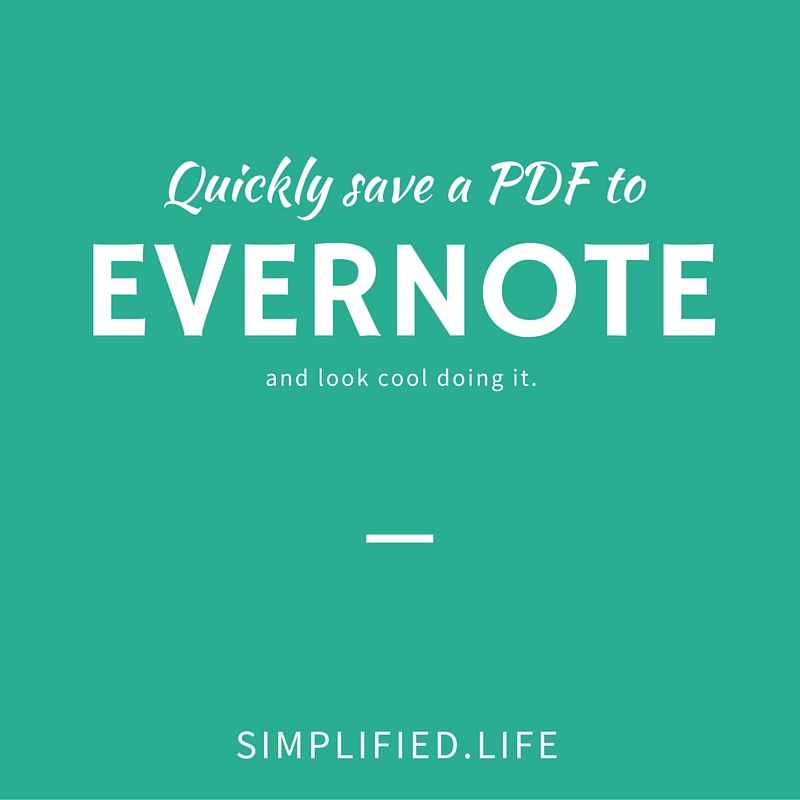 Quickly save a PDF to
EVERNOTE
and look cool doing it.
SIMPLIFIED.LIFE